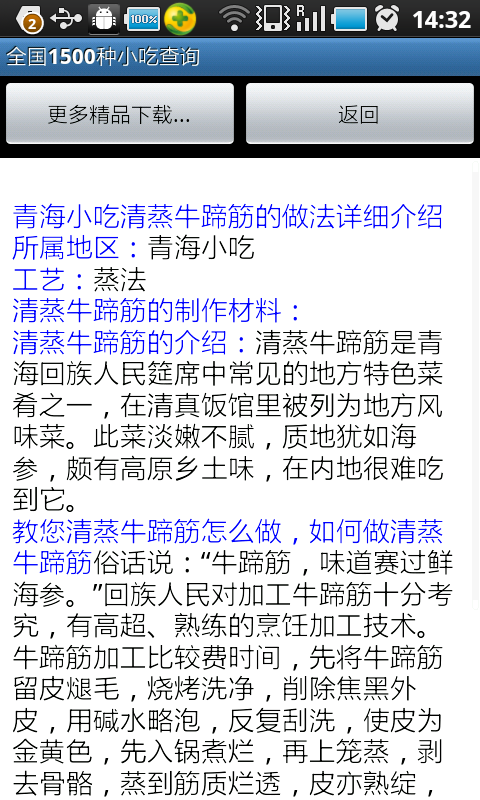 2
100%
R
14:32
全国1500种小吃查询
更多精品下载...
返回
青海小吃清蒸牛蹄筋的做法详细介绍
所属地区：青海小吃
工艺：蒸法
清蒸牛蹄筋的制作材料：
清蒸牛蹄筋的介绍：清蒸牛蹄筋是青
海回族人民筵席中常见的地方特色菜
肴之一，在清真饭馆里被列为地方风
味菜。此菜淡嫩不腻，质地犹如海
参，颇有高原乡土味，在内地很难吃
到它。
教您清蒸牛蹄筋怎么做，如何做清蒸
牛蹄筋俗话说：“牛蹄筋，味道赛过鲜
海参。”回族人民对加工牛蹄筋十分考
究，有高超、熟练的烹饪加工技术。
牛蹄筋加工比较费时间，先将牛蹄筋
留皮煺毛，烧烤洗净，削除焦黑外
皮，用碱水略泡，反复刮洗，使皮为
金黄色，先入锅煮烂，再上笼蒸，剥
去骨骼，蒸到筋质烂透，皮亦熟绽，